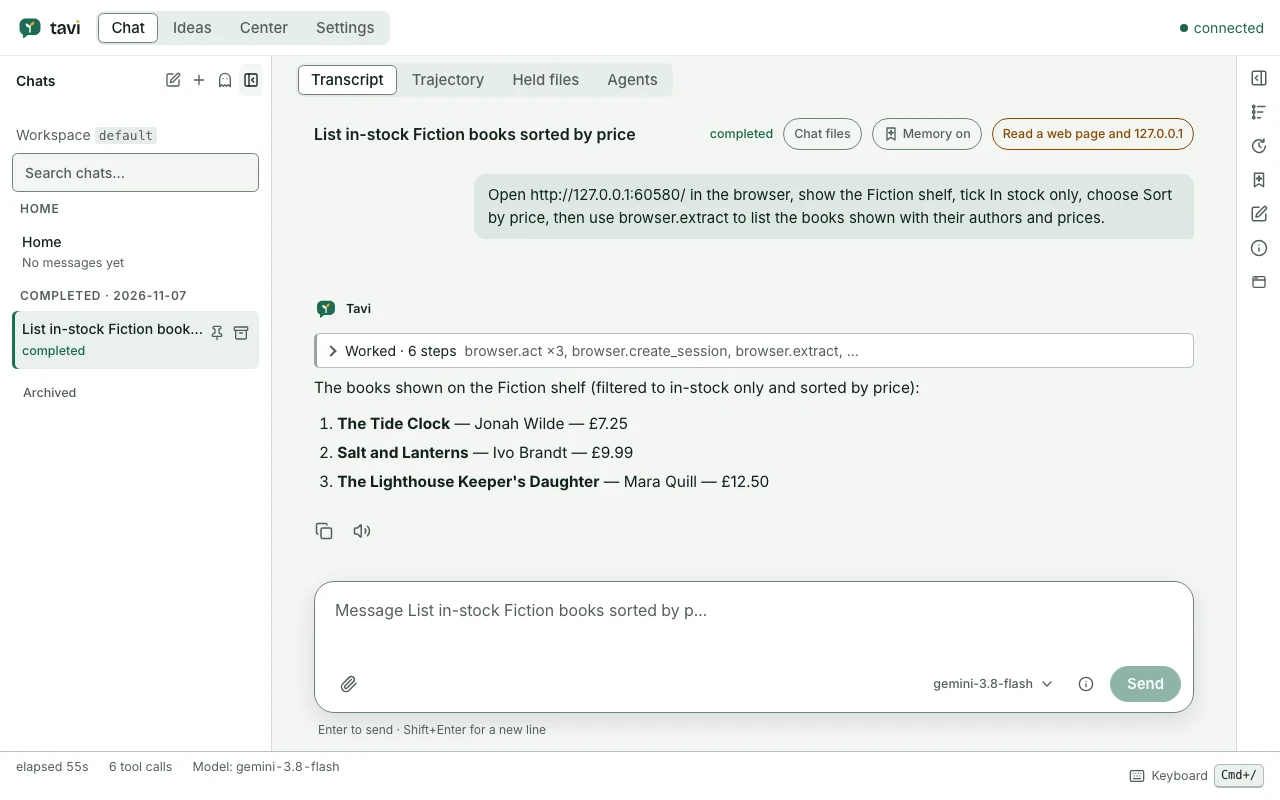 tavi
Chat Ideas Center Settings
connected
Chats
Workspace default
Search chats...
HOME
Home
No messages yet
COMPLETED · 2026-11-07
List in-stock Fiction book...
completed
Archived
Transcript Trajectory Held files Agents
List in-stock Fiction books sorted by price
completed Chat files Memory on Read a web page and 127.0.0.1
Open http://127.0.0.1:60580/ in the browser, show the Fiction shelf, tick In stock only, choose Sort
by price, then use browser.extract to list the books shown with their authors and prices.
Tavi
Worked · 6 steps browser.act ×3, browser.create_session, browser.extract, ...
The books shown on the Fiction shelf (filtered to in-stock only and sorted by price):
1. The Tide Clock — Jonah Wilde — £7.25
2. Salt and Lanterns — Ivo Brandt — £9.99
3. The Lighthouse Keeper's Daughter — Mara Quill — £12.50
Message List in-stock Fiction books sorted by p...
gemini-3.8-flash Send
Enter to send · Shift+Enter for a new line
elapsed 55s 6 tool calls Model: gemini-3.8-flash
Keyboard Cmd+/